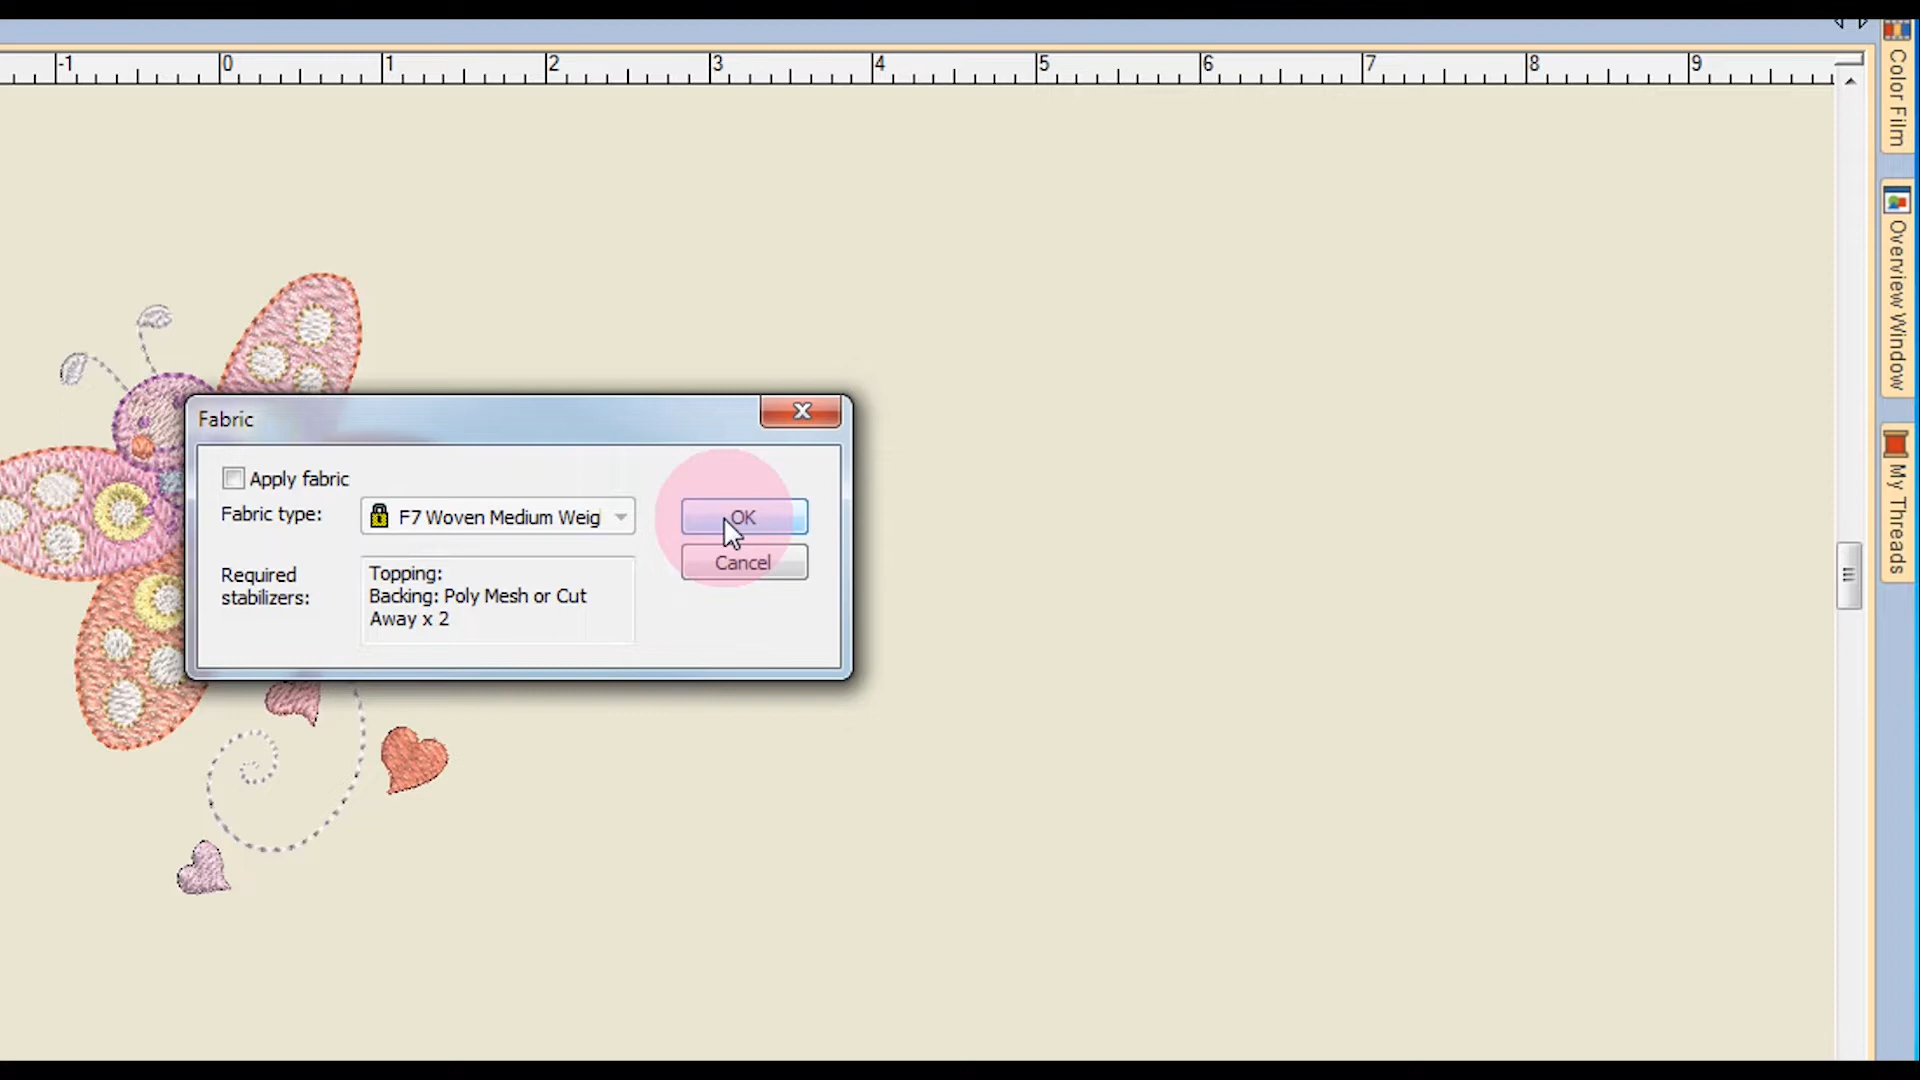 -1 0 1 2 3 4 5 6 7 8 9
Color Film
Overview Window
My Threads
Fabric
Apply fabric
Fabric type:
F7 Woven Medium Weig
OK
Cancel
Required
stabilizers:
Topping:
Backing: Poly Mesh or Cut
Away x 2